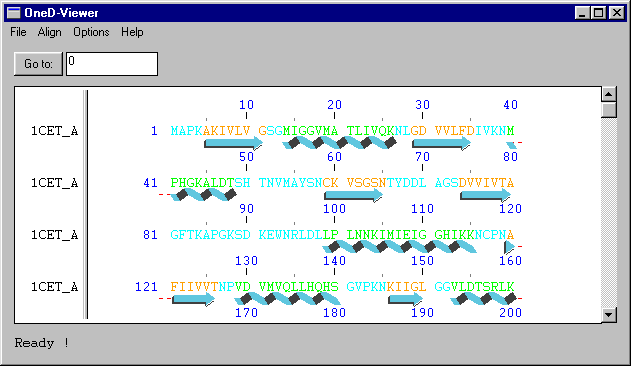 OneD-Viewer
File Align Options Help
Go to: 0
10 20 30 40
1CET_A 1 MAPKAKIVLV GSGMIGGVMA TLIVQKNLGD VVLFDIVKNM
50 60 70 80
1CET_A 41 PHGKALDTSH TNVMAYSNCK VSGSNTYDDL AGSDVVIVTA
90 100 110 120
1CET_A 81 GFTKAPGKSD KEWNRLDLLP LNNKIMIEIG GHIKKNCPNA
130 140 150 160
1CET_A 121 FIIVVTNPVD VMVQLLHQHS GVPKNKIIGL GGVLDTSRLK
170 180 190 200
Ready !